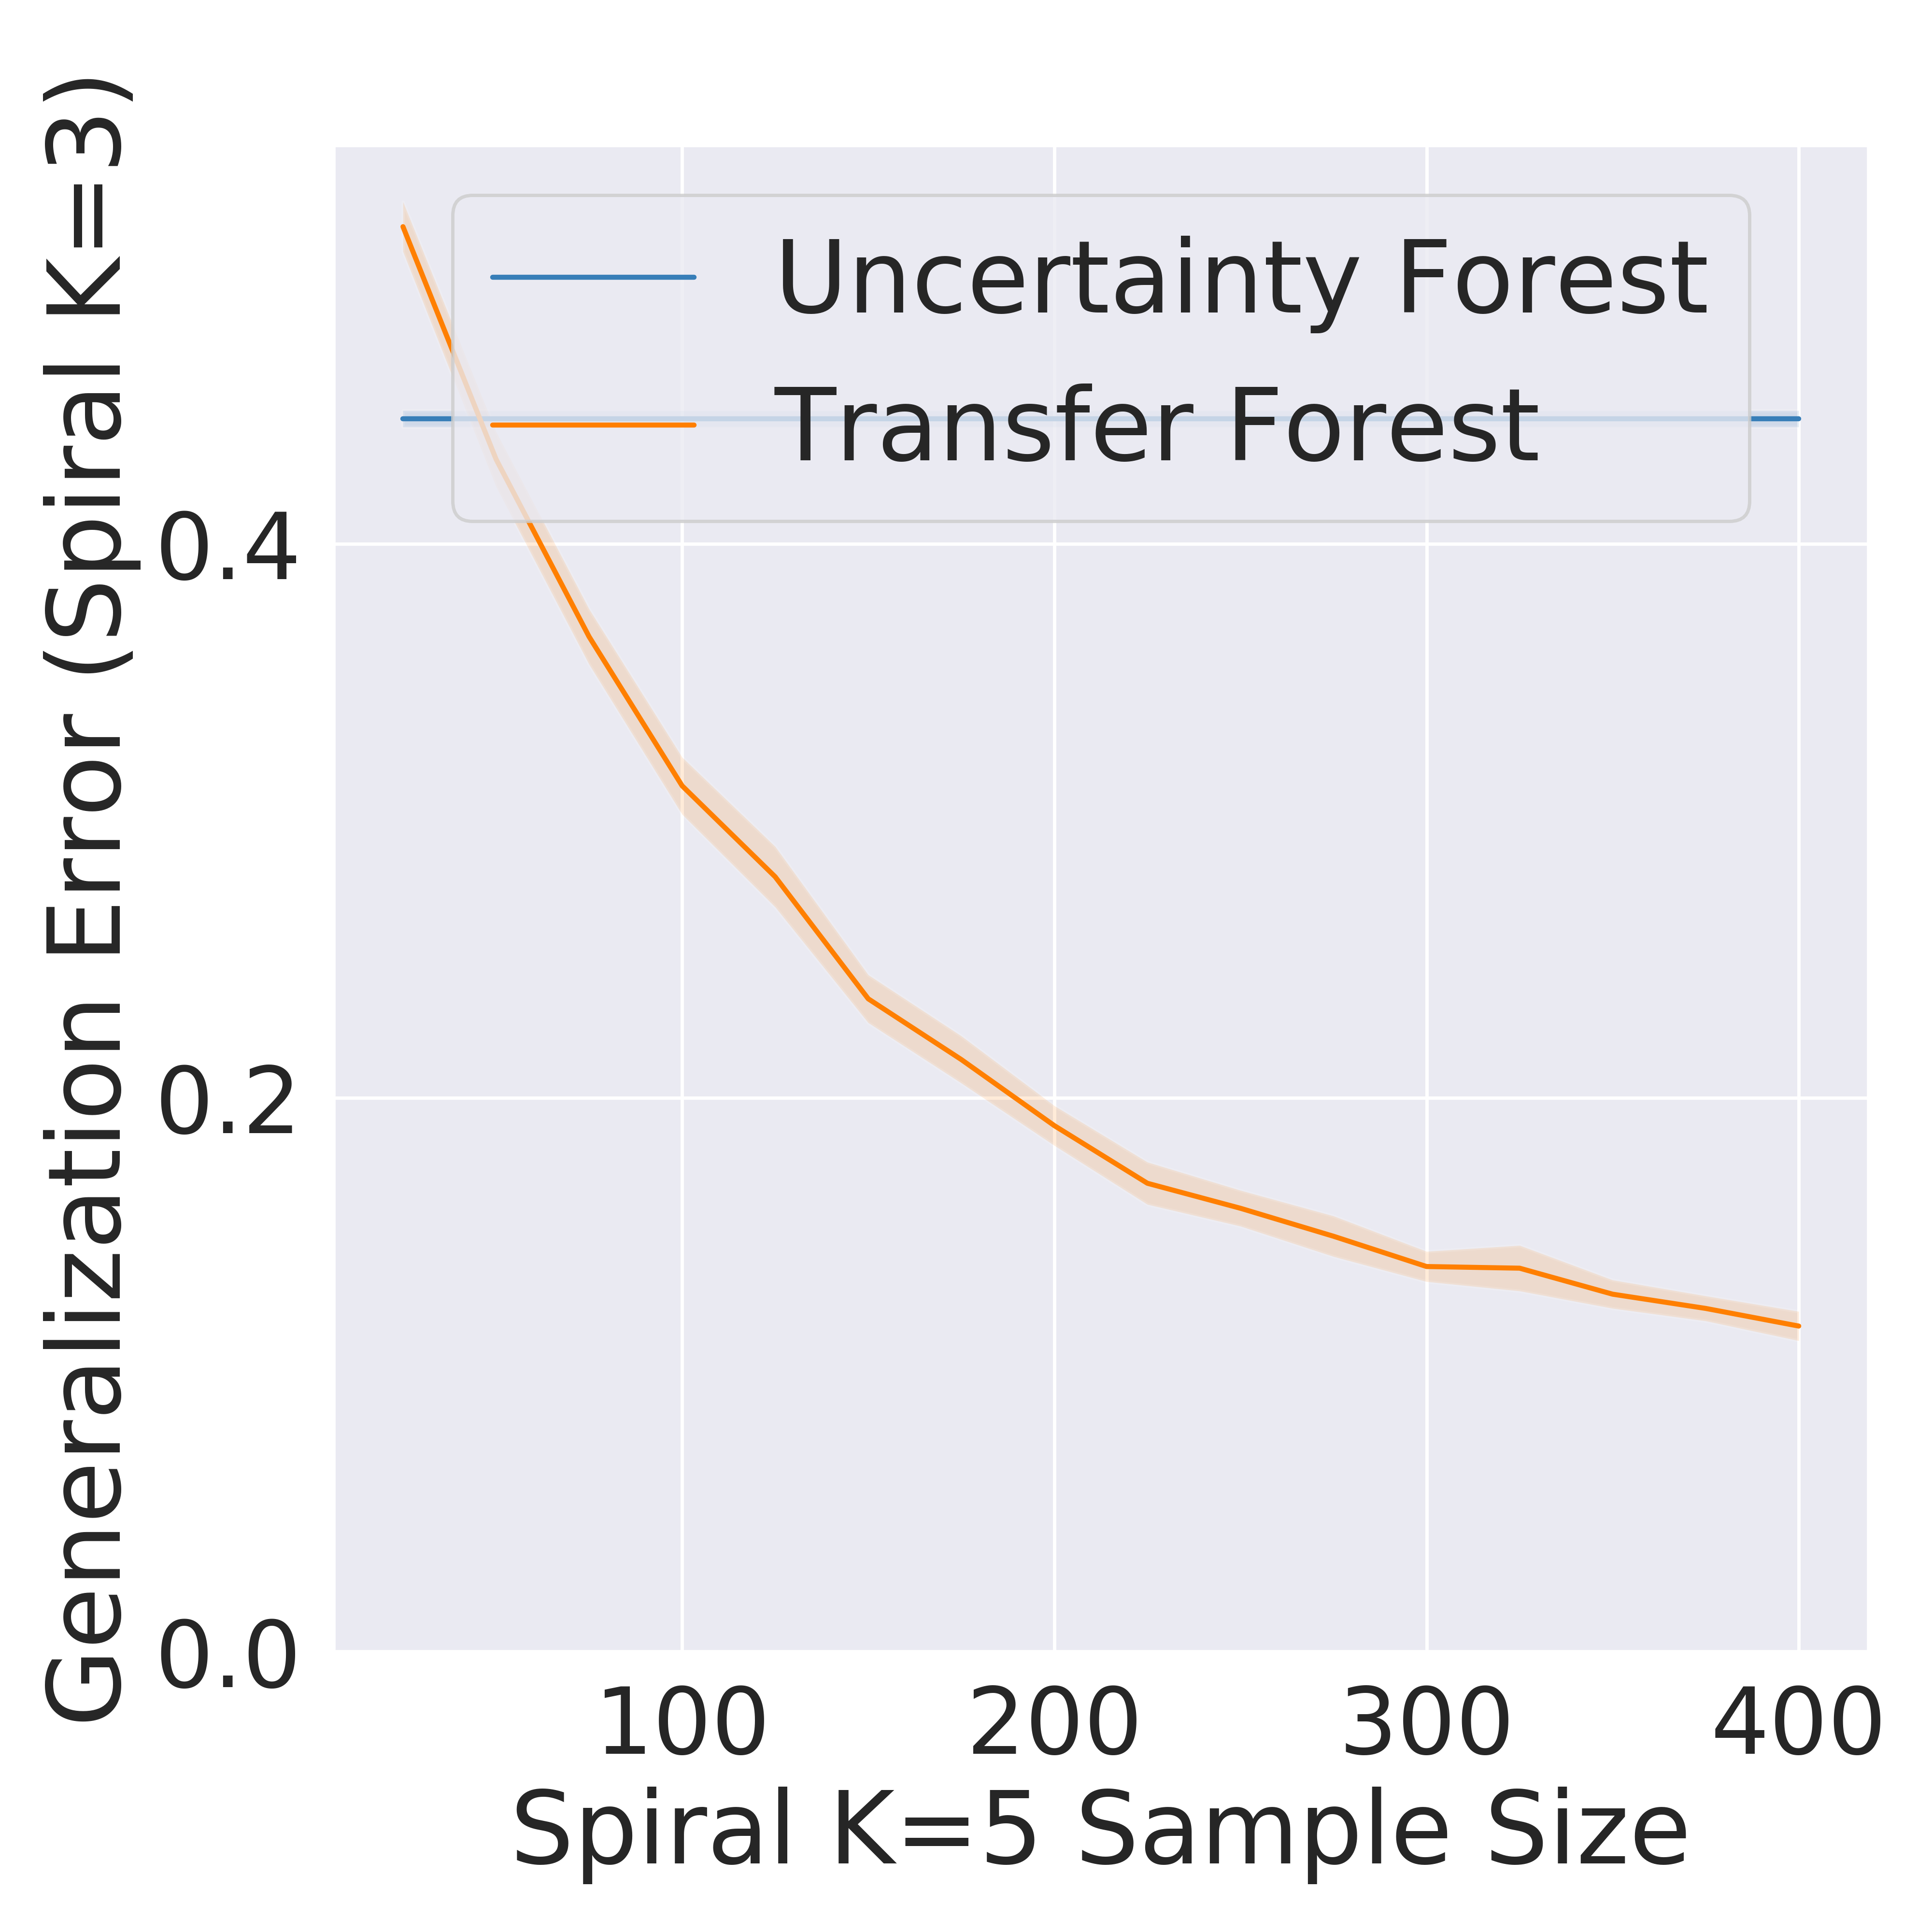 Generalization Error (Spiral K=3)
Uncertainty Forest
Transfer Forest
0.4
0.2
0.0
100 200 300 400
Spiral K=5 Sample Size